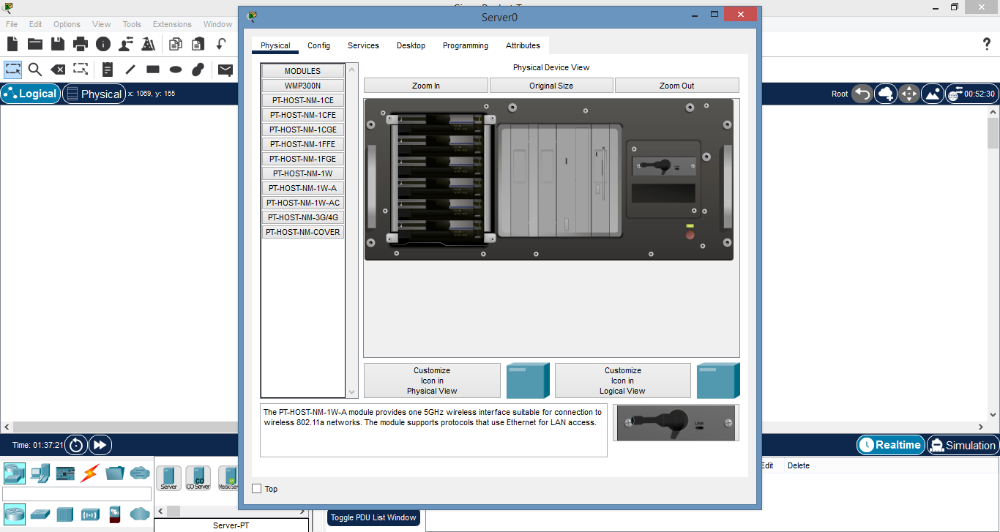 Server0
File Edit Options View Tools Extensions Window
Physical Config Services Desktop Programming Attributes
?
MODULES
WMP300N
PT-HOST-NM-1CE
PT-HOST-NM-1CFE
PT-HOST-NM-1CGE
PT-HOST-NM-1FFE
PT-HOST-NM-1FGE
PT-HOST-NM-1W
PT-HOST-NM-1W-A
PT-HOST-NM-1W-AC
PT-HOST-NM-3G/4G
PT-HOST-NM-COVER
Physical Device View
Zoom In Original Size Zoom Out
Logical Physical x: 1069, y: 155
Root 00:52:30
Customize
Icon in
Physical View
Customize
Icon in
Logical View
The PT-HOST-NM-1W-A module provides one 5GHz wireless interface suitable for connection to
wireless 802.11a networks. The module supports protocols that use Ethernet for LAN access.
LINK
Top
Time: 01:37:21
Realtime Simulation
Server
CO
CO Server
M
Meraki Serv
Server-PT
Toggle PDU List Window
Edit Delete